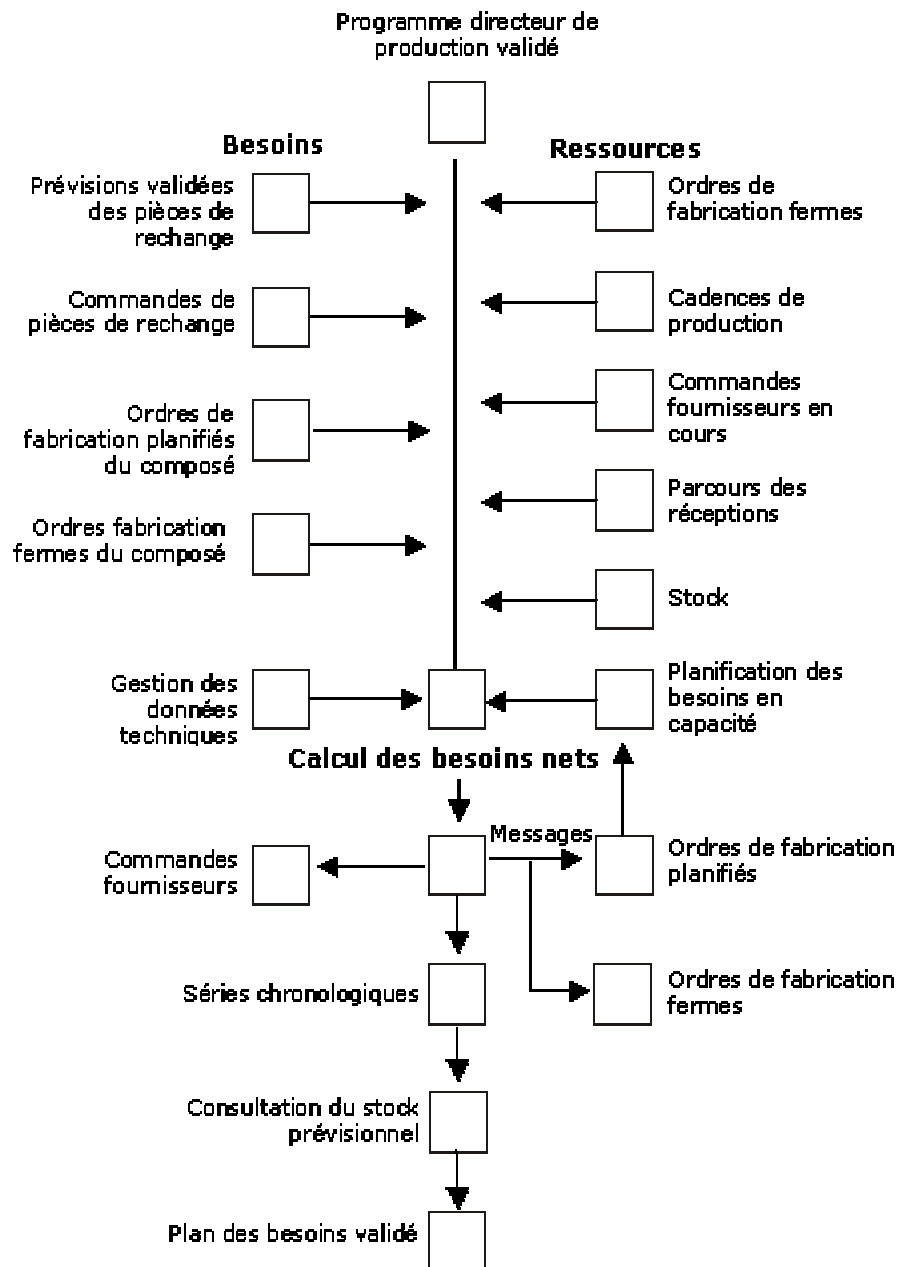 Programme directeur de
production validé
Besoins
Ressources
Prévisions validées
des pièces de
rechange
Ordres de
fabrication fermes
Commandes de
pièces de rechange
Cadences de
production
Ordres de
fabrication planifiés
du composé
Commandes
fournisseurs en
cours
Ordres fabrication
fermes du composé
Parcours des
réceptions
Stock
Gestion des
données
techniques
Planification des
besoins en
capacité
Calcul des besoins nets
Messages
Commandes
fournisseurs
Ordres de fabrication
planifiés
Séries chronologiques
Ordres de fabrication
fermes
Consultation du stock
prévisionnel
Plan des besoins validé